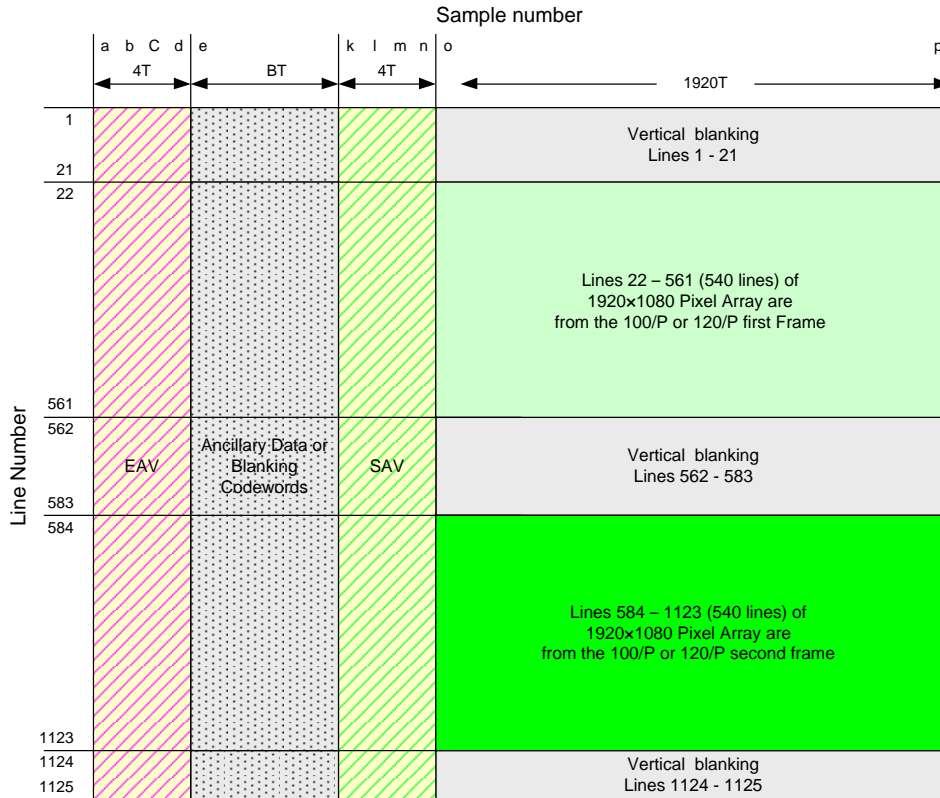 Sample number
a b C d e k l m n o p
4T BT 4T 1920T
1
Vertical blanking
Lines 1 - 21
21
22
Lines 22 – 561 (540 lines) of
1920×1080 Pixel Array are
from the 100/P or 120/P first Frame
561
562
Line Number
EAV
Ancillary Data or
Blanking
Codewords
SAV
Vertical blanking
Lines 562 - 583
583
584
Lines 584 – 1123 (540 lines) of
1920×1080 Pixel Array are
from the 100/P or 120/P second frame
1123
1124
Vertical blanking
Lines 1124 - 1125
1125